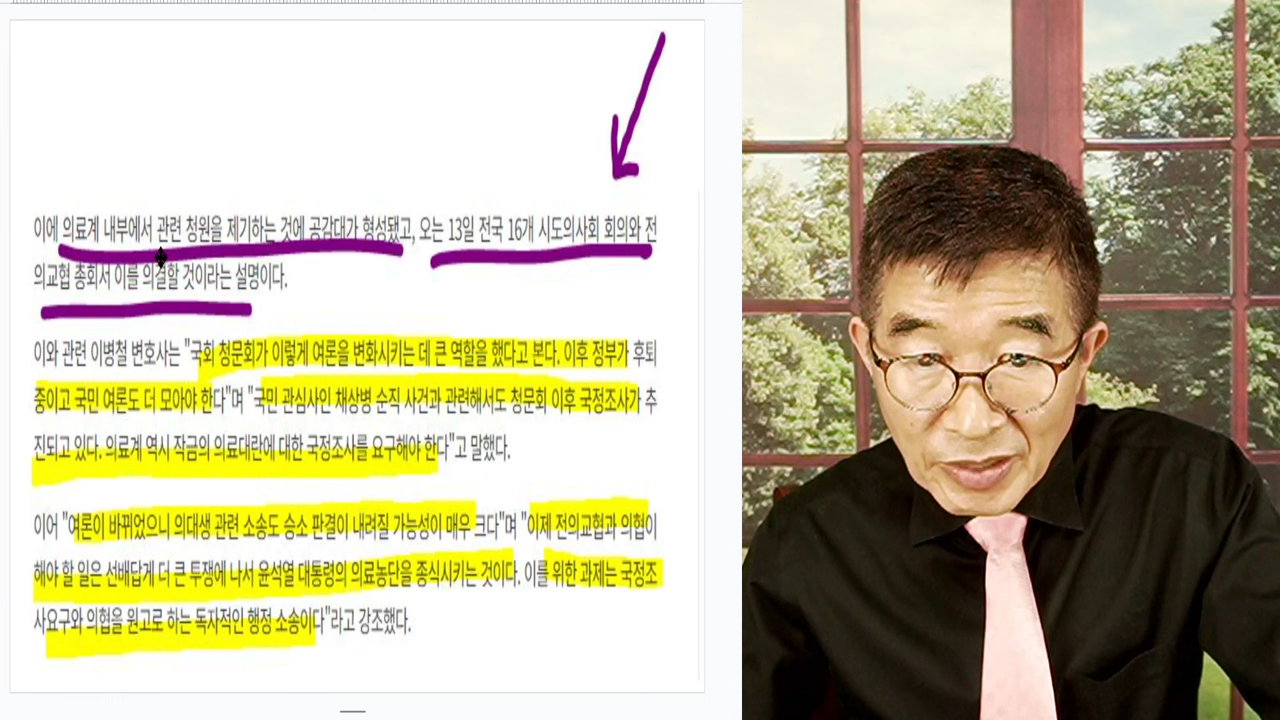 이에 의료계 내부에서 관련 청원을 제기하는 것에 공감대가 형성됐고, 오는 13일 전국 16개 시도의사회 회의와 전
의교협 총회서 이를 의결할 것이라는 설명이다.
이와 관련 이병철 변호사는 "국회 청문회가 이렇게 여론을 변화시키는 데 큰 역할을 했다고 본다. 이후 정부가 후퇴
중이고 국민 여론도 더 모아야 한다"며 "국민 관심사인 채상병 순직 사건과 관련해서도 청문회 이후 국정조사가 추
진되고 있다. 의료계 역시 작금의 의료대란에 대한 국정조사를 요구해야 한다"고 말했다.
이어 "여론이 바뀌었으니 의대생 관련 소송도 승소 판결이 내려질 가능성이 매우 크다"며 "이제 전의교협과 의협이
해야 할 일은 선배답게 더 큰 투쟁에 나서 윤석열 대통령의 의료농단을 종식시키는 것이다. 이를 위한 과제는 국정조
사요구와 의협을 원고로 하는 독자적인 행정 소송이다"라고 강조했다.